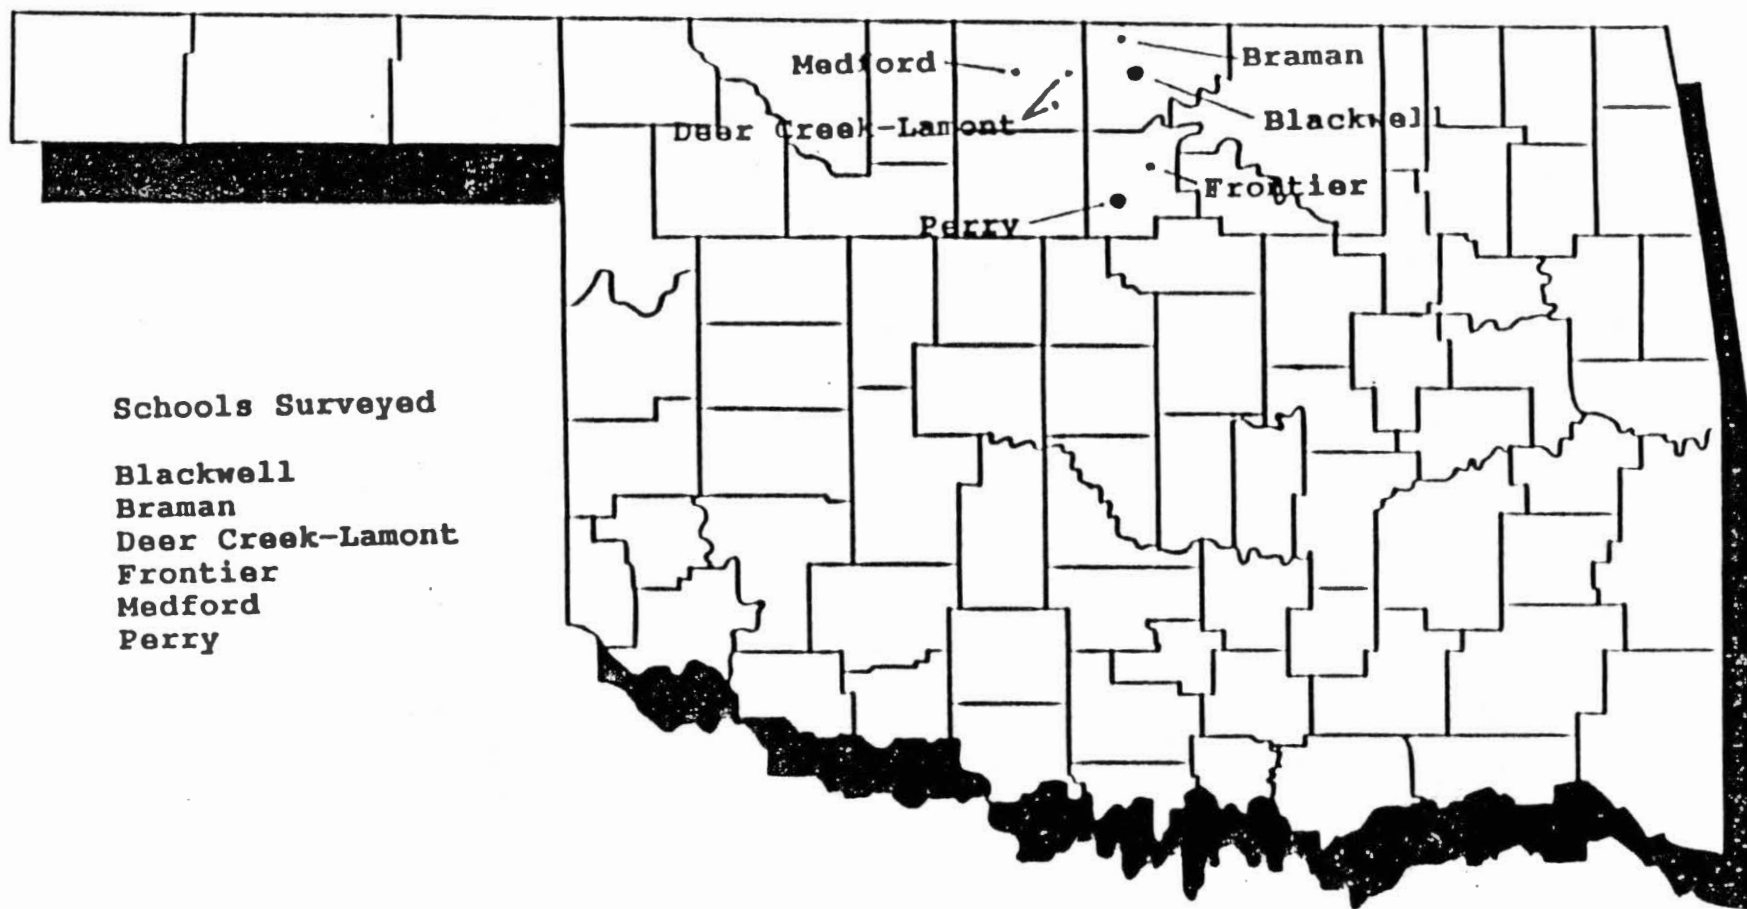 Medford
Braman
Deer Creek-Lamont
Blackwell
Frontier
Perry
Schools Surveyed
Blackwell
Braman
Deer Creek-Lamont
Frontier
Medford
Perry